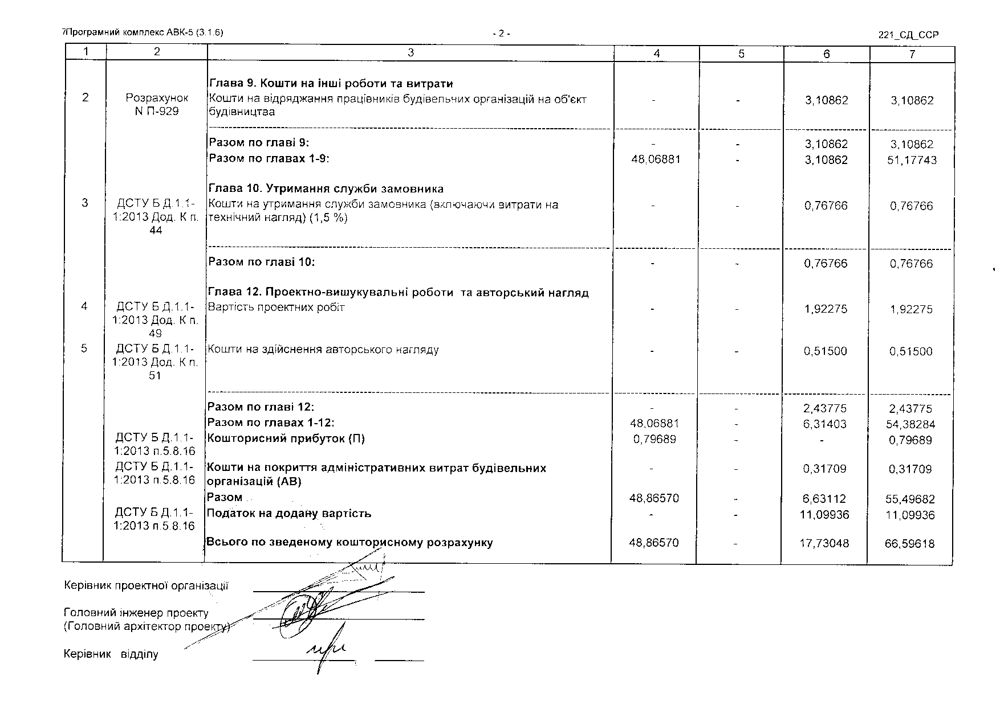 7Програмний комплекс АВК-5 (3.1.6) - 2 - 221_СД_ССР
1 2 3 4 5 6 7
Глава 9. Кошти на інші роботи та витрати
2 Розрахунок Кошти на відряджання працівників будівельних організацій на об'єкт - - 3,10862 3,10862
N П-929 будівництва
Разом по главі 9: - - 3,10862 3,10862
Разом по главах 1-9: 48,06881 - 3,10862 51,17743
Глава 10. Утримання служби замовника
3 ДСТУ Б Д.1.1- Кошти на утримання служби замовника (включаючи витрати на - - 0,76766 0,76766
1:2013 Дод. К п. технічний нагляд) (1,5 %)
44
Разом по главі 10: - - 0,76766 0,76766
Глава 12. Проектно-вишукувальні роботи та авторський нагляд
4 ДСТУ Б Д.1.1- Вартість проектних робіт - - 1,92275 1,92275
1:2013 Дод. К п.
49
5 ДСТУ Б Д.1.1- Кошти на здійснення авторського нагляду - - 0,51500 0,51500
1:2013 Дод. К п.
51
Разом по главі 12: - - 2,43775 2,43775
Разом по главах 1-12: 48,06881 - 6,31403 54,38284
ДСТУ Б Д.1.1- Кошторисний прибуток (П) 0,79689 - - 0,79689
1:2013 п.5.8.16
ДСТУ Б Д.1.1- Кошти на покриття адміністративних витрат будівельних - - 0,31709 0,31709
1:2013 п.5.8.16 організацій (АВ)
Разом 48,86570 - 6,63112 55,49682
ДСТУ Б Д.1.1- Податок на додану вартість - - 11,09936 11,09936
1:2013 п.5.8.16
Всього по зведеному кошторисному розрахунку 48,86570 - 17,73048 66,59618
Керівник проектної організації
Головний інженер проекту
(Головний архітектор проекту)
Керівник відділу